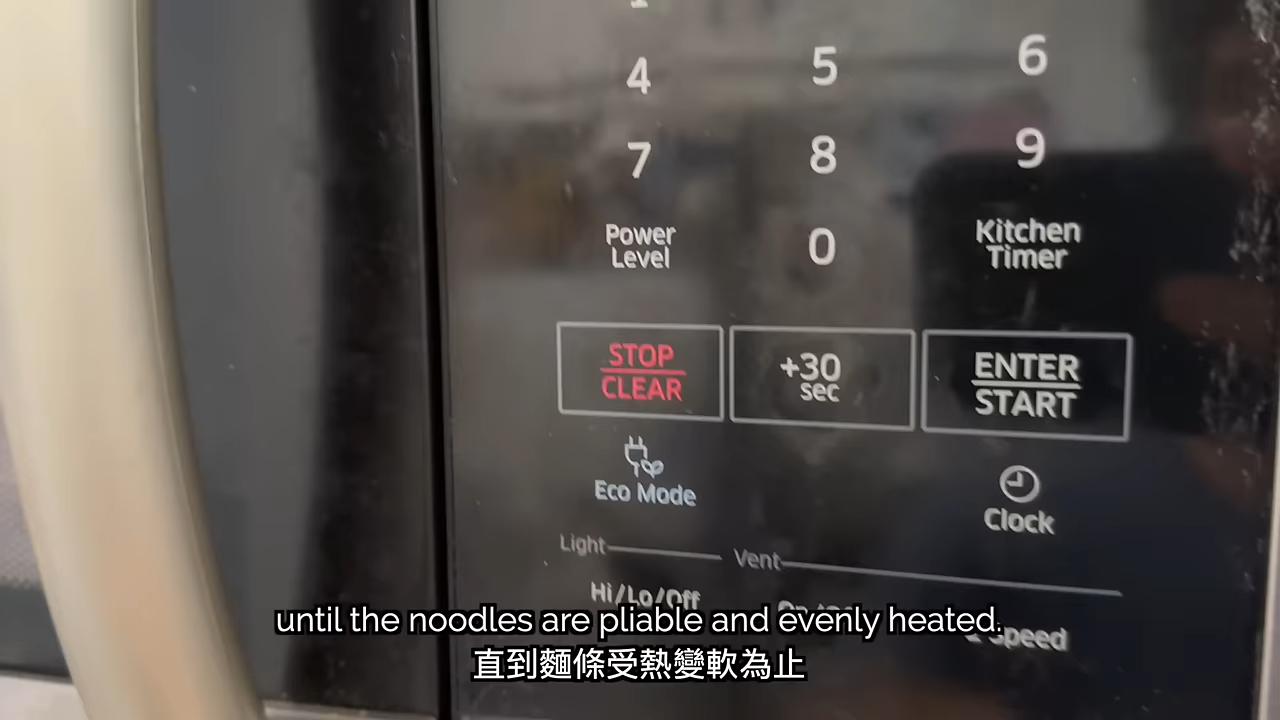 4 5 6
7 8 9
Power
Level
0
Kitchen
Timer
STOP
CLEAR
+30
sec
ENTER
START
Eco Mode
Clock
Light
Vent
Hi/Lo/Off
Speed
until the noodles are pliable and evenly heated.
直到麵條受熱變軟為止